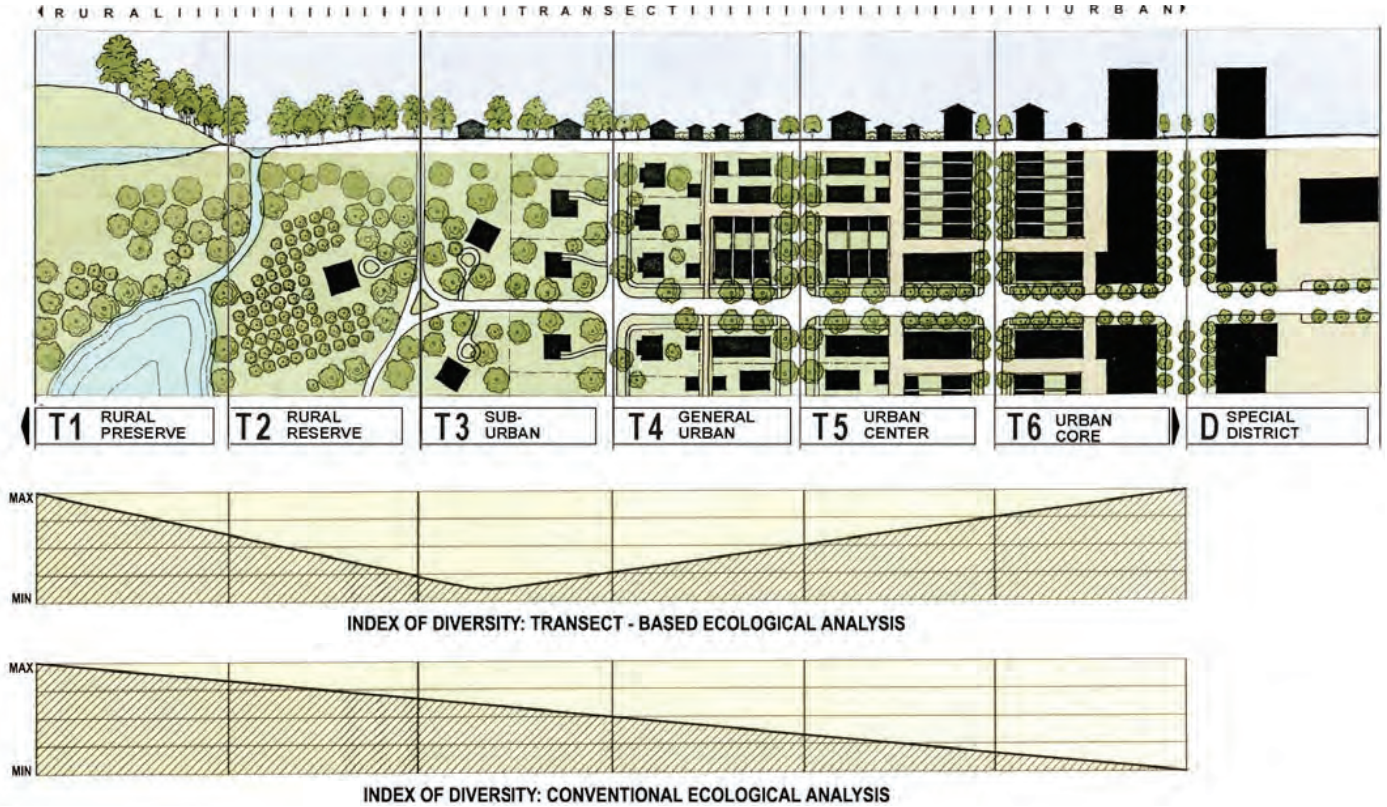 RURAL IIIIIIIIIIIIIII IIITRANSECTIIIIIIIIIIIIIIIIIIIIURBAN
T1 RURAL PRESERVE
T2 RURAL RESERVE
T3 SUB-URBAN
T4 GENERAL URBAN
T5 URBAN CENTER
T6 URBAN CORE
D SPECIAL DISTRICT
MAX
MIN
INDEX OF DIVERSITY: TRANSECT - BASED ECOLOGICAL ANALYSIS
MAX
MIN
INDEX OF DIVERSITY: CONVENTIONAL ECOLOGICAL ANALYSIS